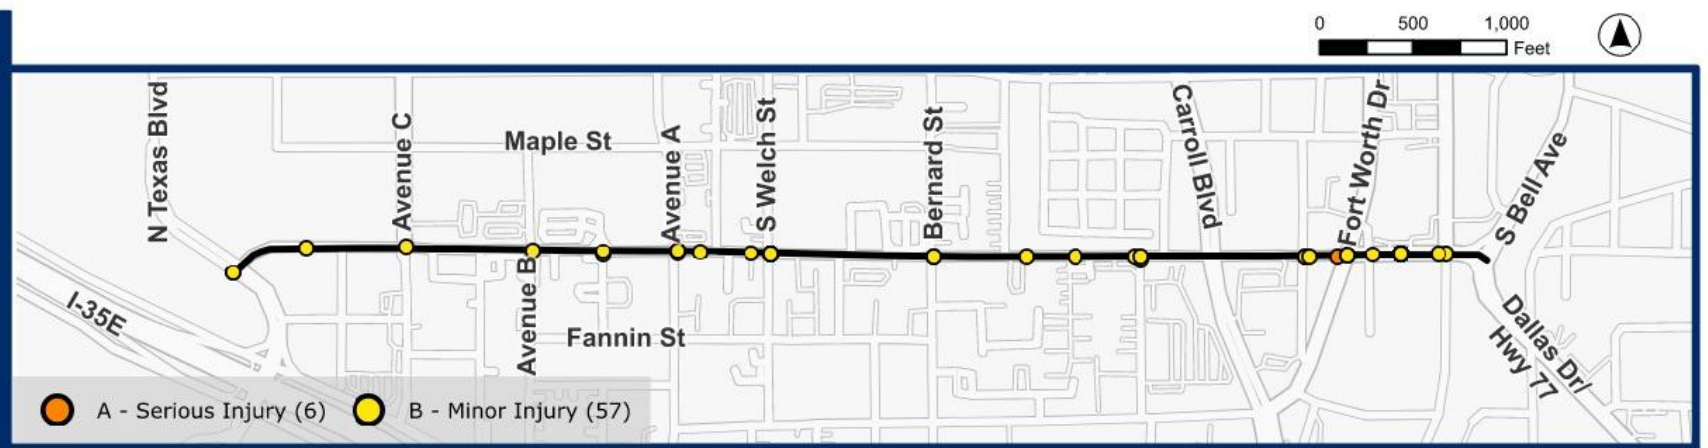 0 500 1,000
Feet
N Texas Blvd
Avenue C
Maple St
Avenue A
S Welch St
Bernard St
Carroll Blvd
Fort Worth Dr
S Bell Ave
I-35E
Avenue B
Fannin St
Dallas Dr/
Hwy 77
A - Serious Injury (6)
B - Minor Injury (57)